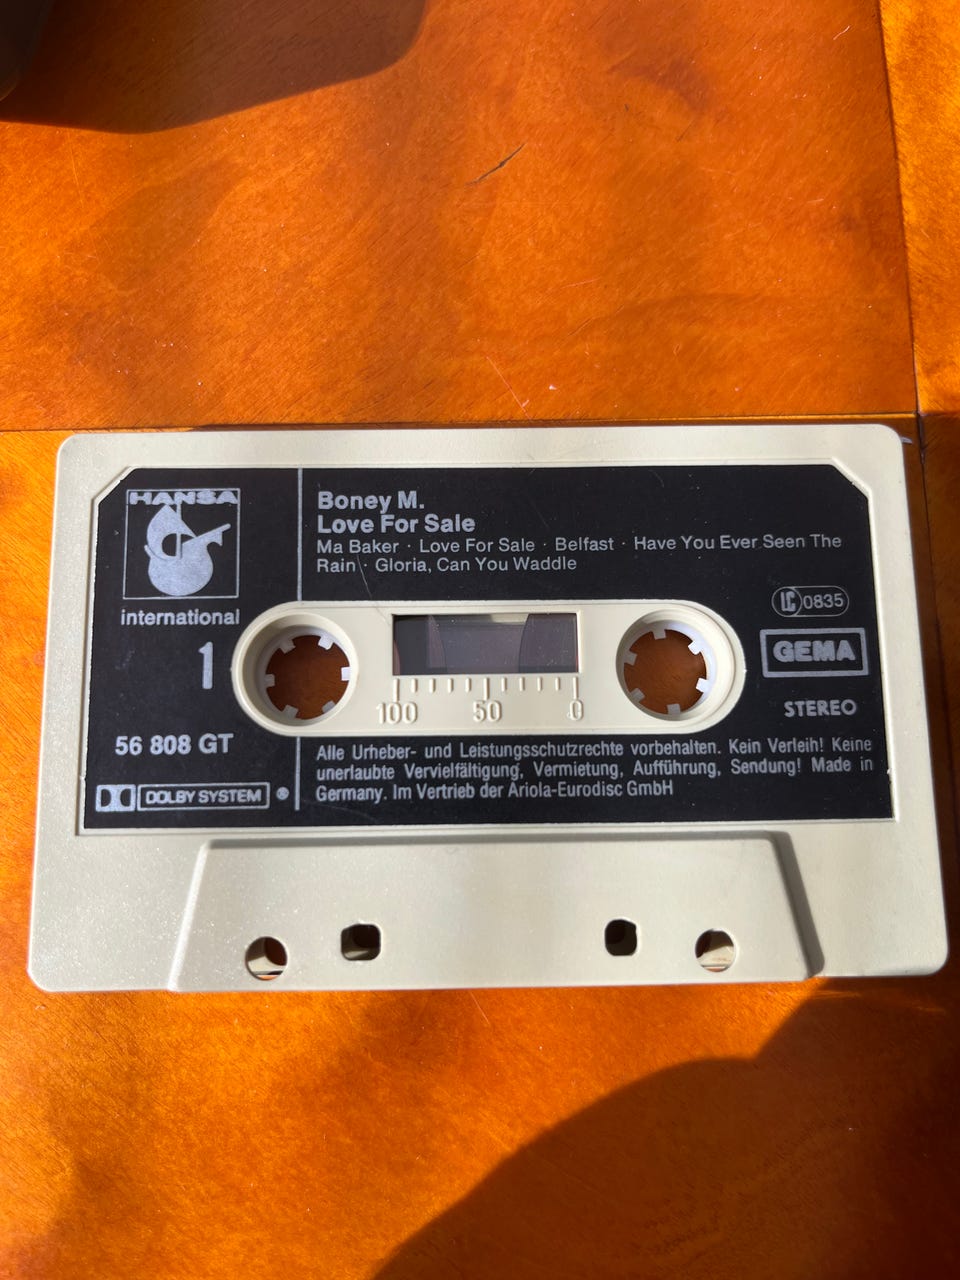 HANSA
international
1
56 808 GT
DOLBY SYSTEM ®
Boney M.
Love For Sale
Ma Baker · Love For Sale · Belfast · Have You Ever Seen The
Rain · Gloria, Can You Waddle
LC 0835
GEMA
STEREO
100 50 0
Alle Urheber- und Leistungsschutzrechte vorbehalten. Kein Verleih! Keine
unerlaubte Vervielfältigung, Vermietung, Aufführung, Sendung! Made in
Germany. Im Vertrieb der Ariola-Eurodisc GmbH